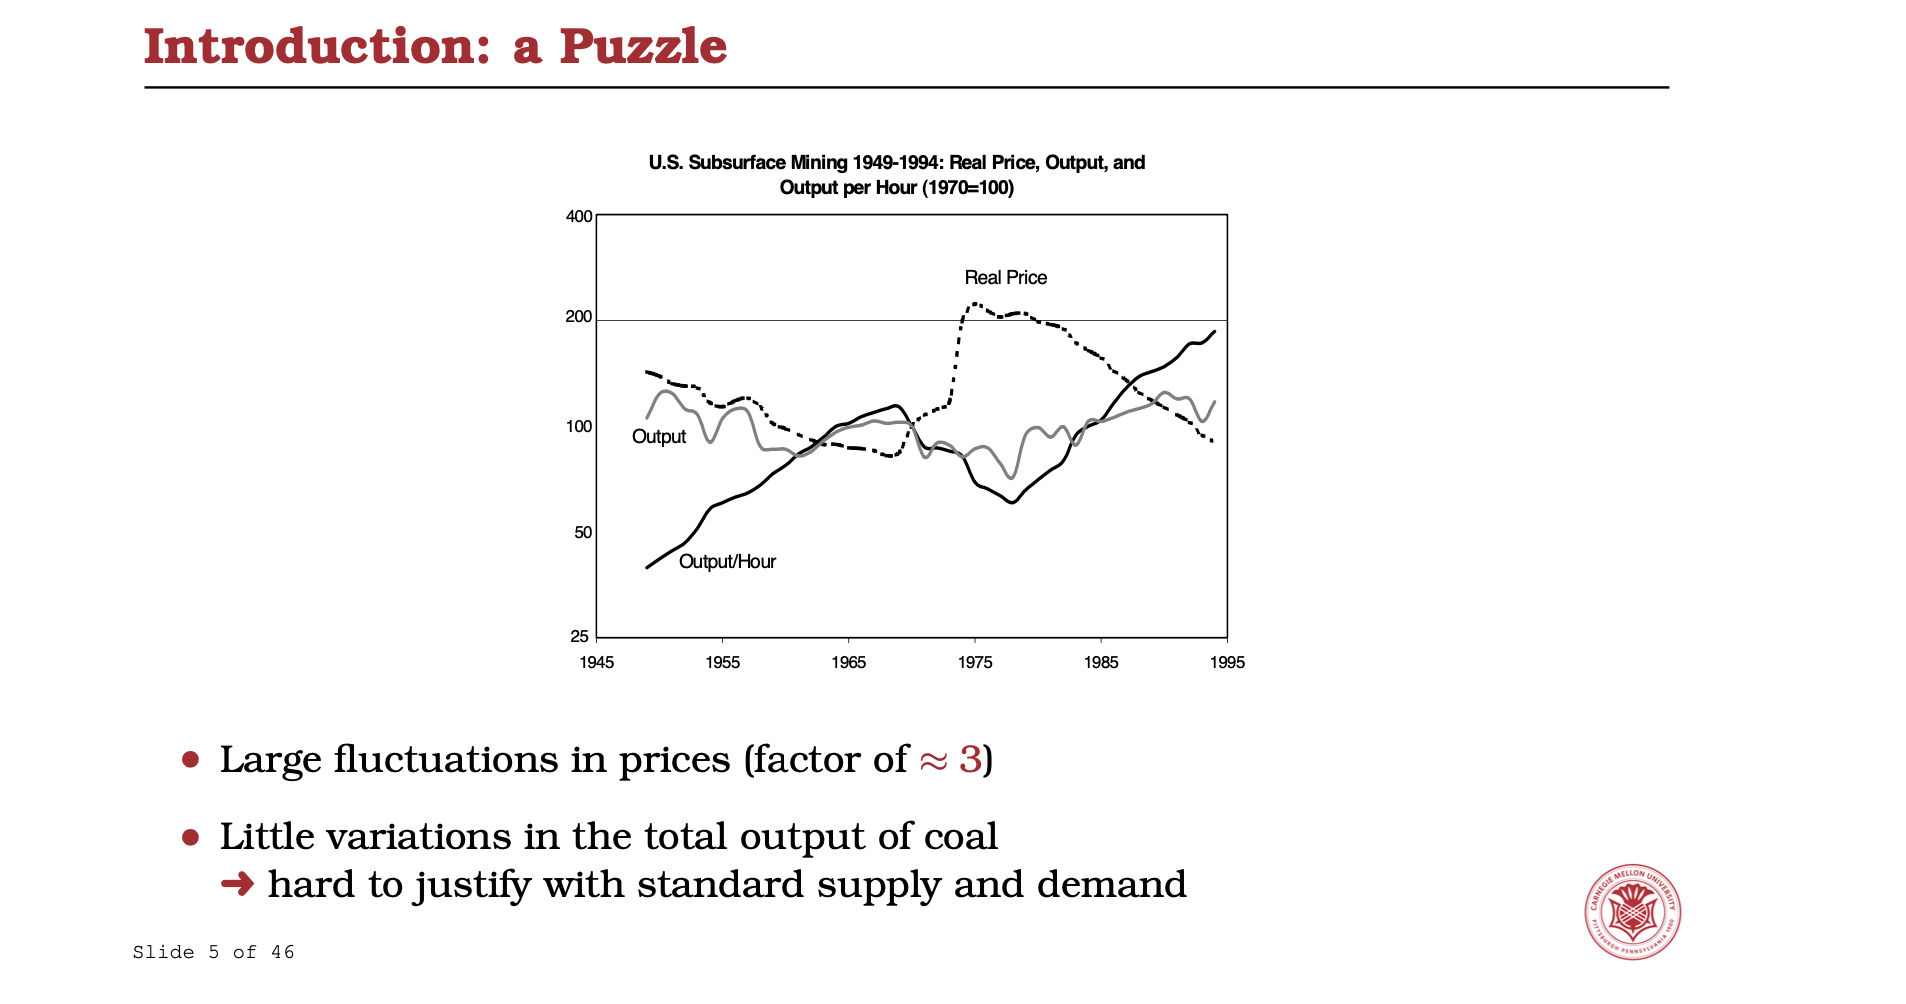 Introduction: a Puzzle
U.S. Subsurface Mining 1949-1994: Real Price, Output, and
Output per Hour (1970=100)
400
Real Price
200
100
Output
50
Output/Hour
25
1945 1955 1965 1975 1985 1995
● Large fluctuations in prices (factor of ≈ 3)
● Little variations in the total output of coal
➜ hard to justify with standard supply and demand
CARNEGIE MELLON UNIVERSITY
PITTSBURGH PENNSYLVANIA 1900
Slide 5 of 46